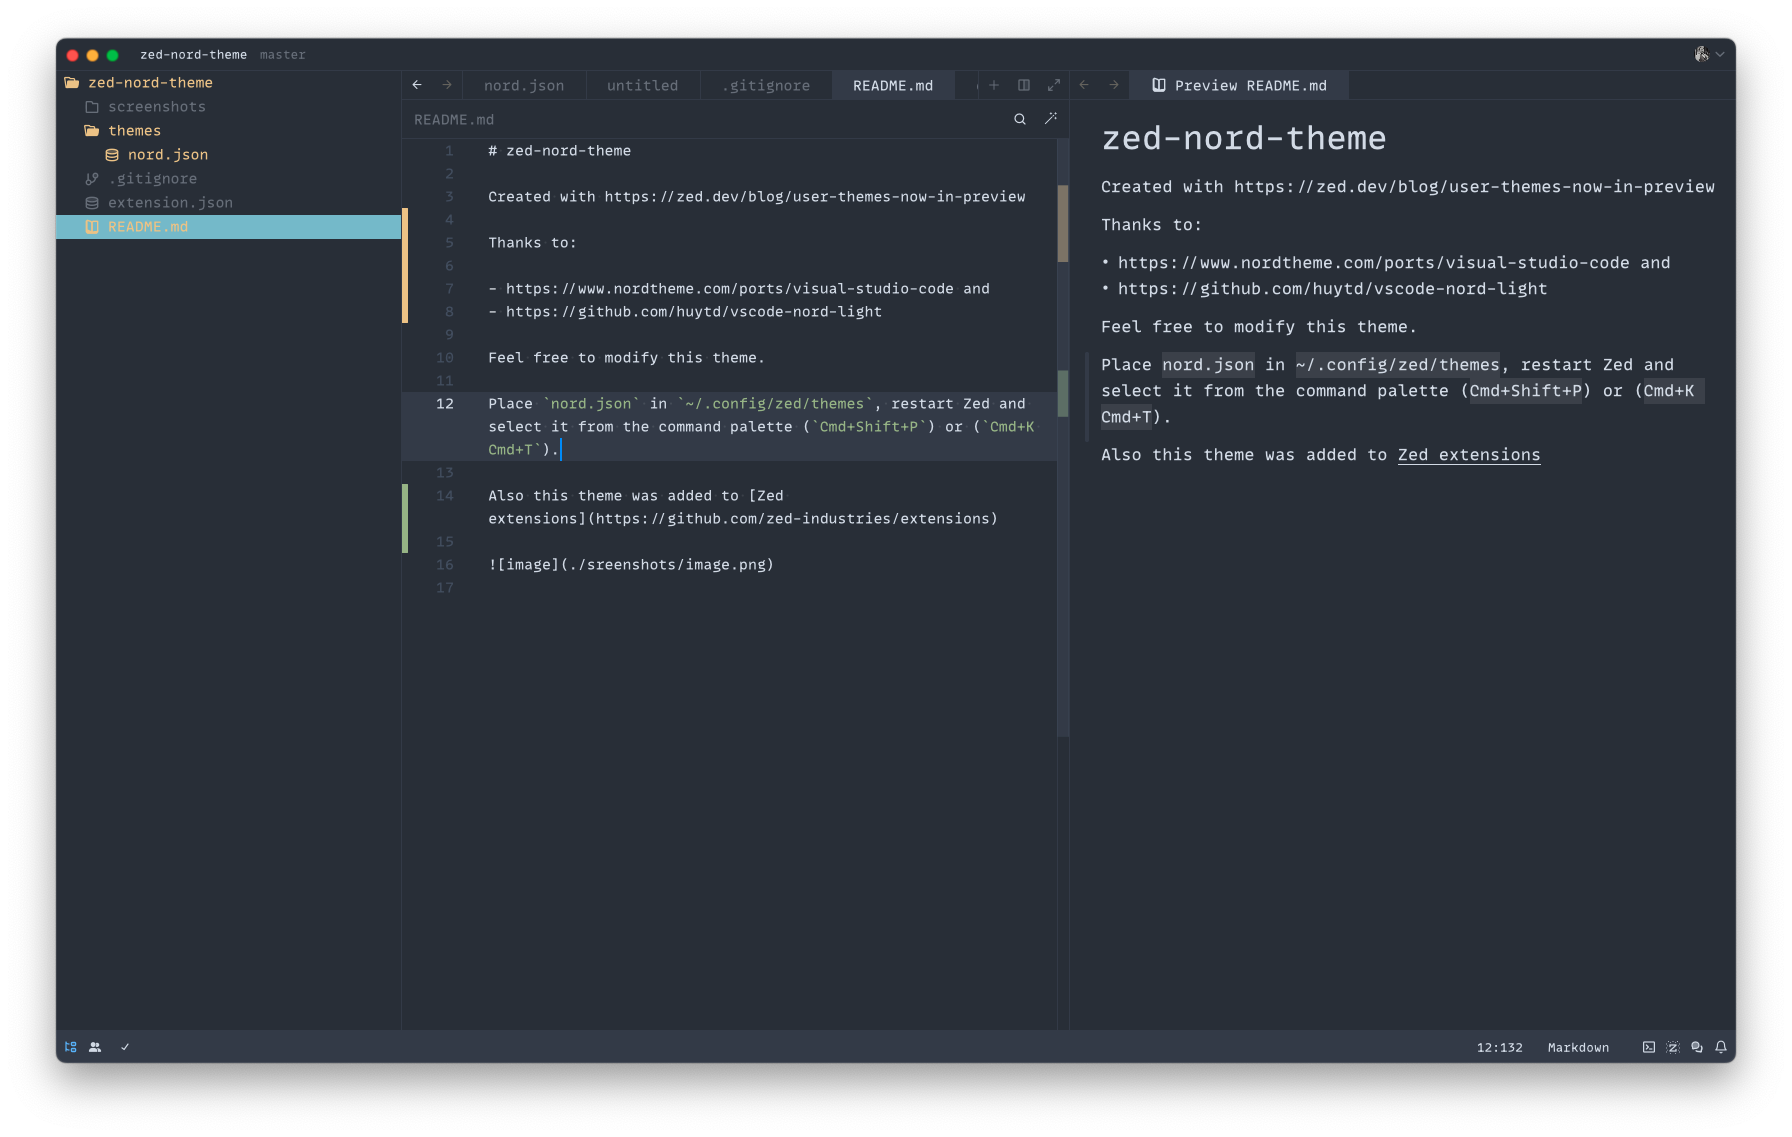 zed-nord-theme master
zed-nord-theme
screenshots
themes
nord.json
.gitignore
extension.json
README.md
nord.json untitled .gitignore README.md
README.md
1 # zed-nord-theme
2
3 Created with https://zed.dev/blog/user-themes-now-in-preview
4
5 Thanks to:
6
7 - https://www.nordtheme.com/ports/visual-studio-code and
8 - https://github.com/huytd/vscode-nord-light
9
10 Feel free to modify this theme.
11
12 Place `nord.json` in `~/.config/zed/themes`, restart Zed and
select it from the command palette (`Cmd+Shift+P`) or (`Cmd+K
Cmd+T`).
13
14 Also this theme was added to [Zed
extensions](https://github.com/zed-industries/extensions)
15
16 ![image](./sreenshots/image.png)
17
Preview README.md
zed-nord-theme
Created with https://zed.dev/blog/user-themes-now-in-preview
Thanks to:
• https://www.nordtheme.com/ports/visual-studio-code and
• https://github.com/huytd/vscode-nord-light
Feel free to modify this theme.
Place nord.json in ~/.config/zed/themes, restart Zed and
select it from the command palette (Cmd+Shift+P) or (Cmd+K
Cmd+T).
Also this theme was added to Zed extensions
12:132 Markdown